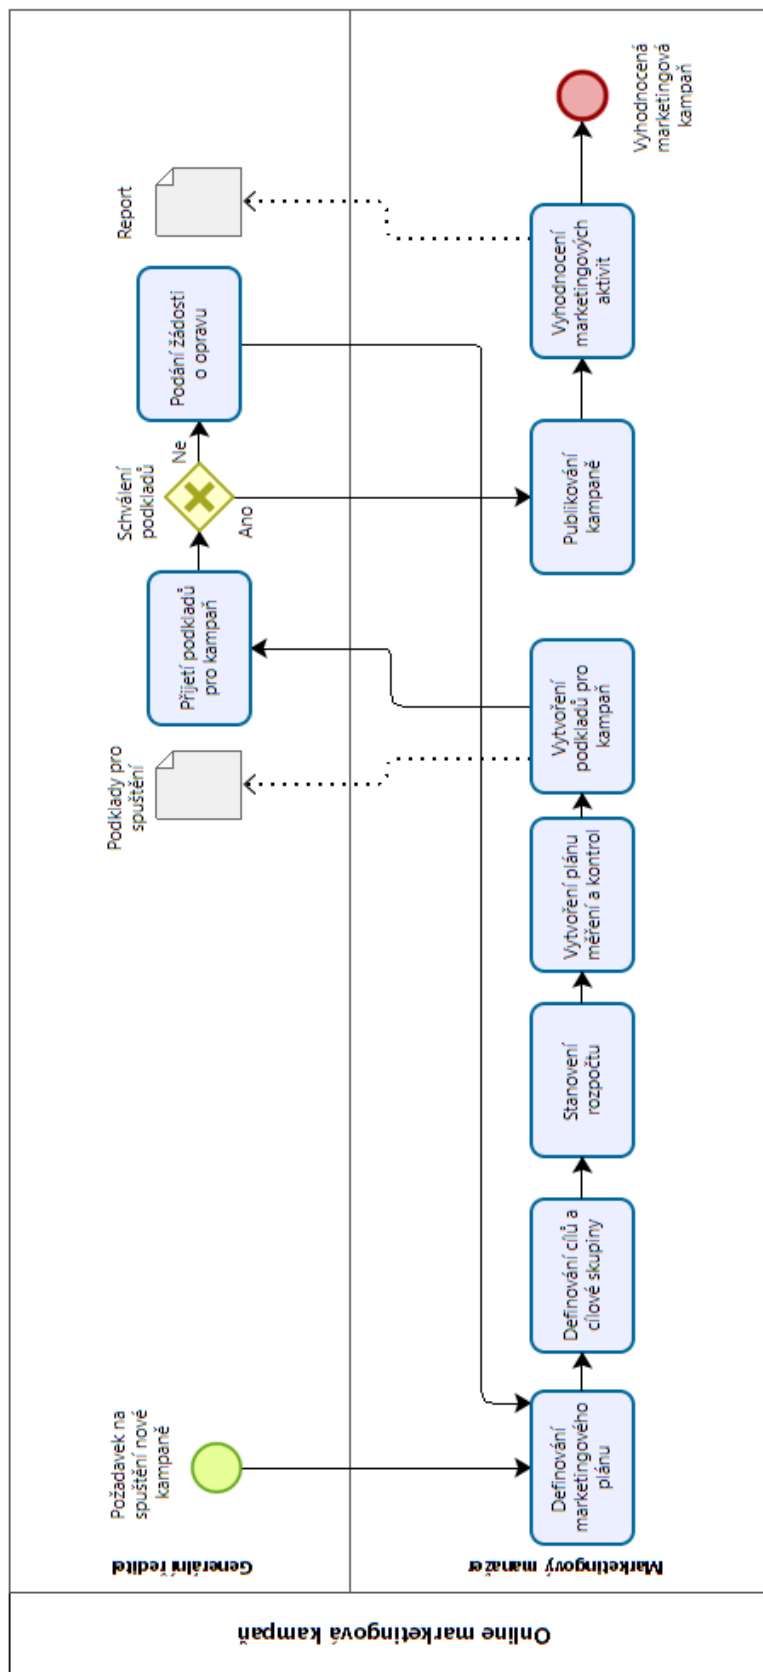 Online marketingová kampaň
Generální ředitel
Marketingový manažer
Požadavek na
spuštění nové
kampaně
Definování
marketingového
plánu
Definování cílů a
cílové skupiny
Stanovení
rozpočtu
Vytvoření plánu
měření a kontrol
Vytvoření
podkladů pro
kampaň
Podklady pro
spuštění
Přijetí podkladů
pro kampaň
Schválení
podkladů
Ne
Ano
Podání žádosti
o opravu
Publikování
kampaně
Vyhodnocení
marketingových
aktivit
Report
Vyhodnocená
marketingová
kampaň